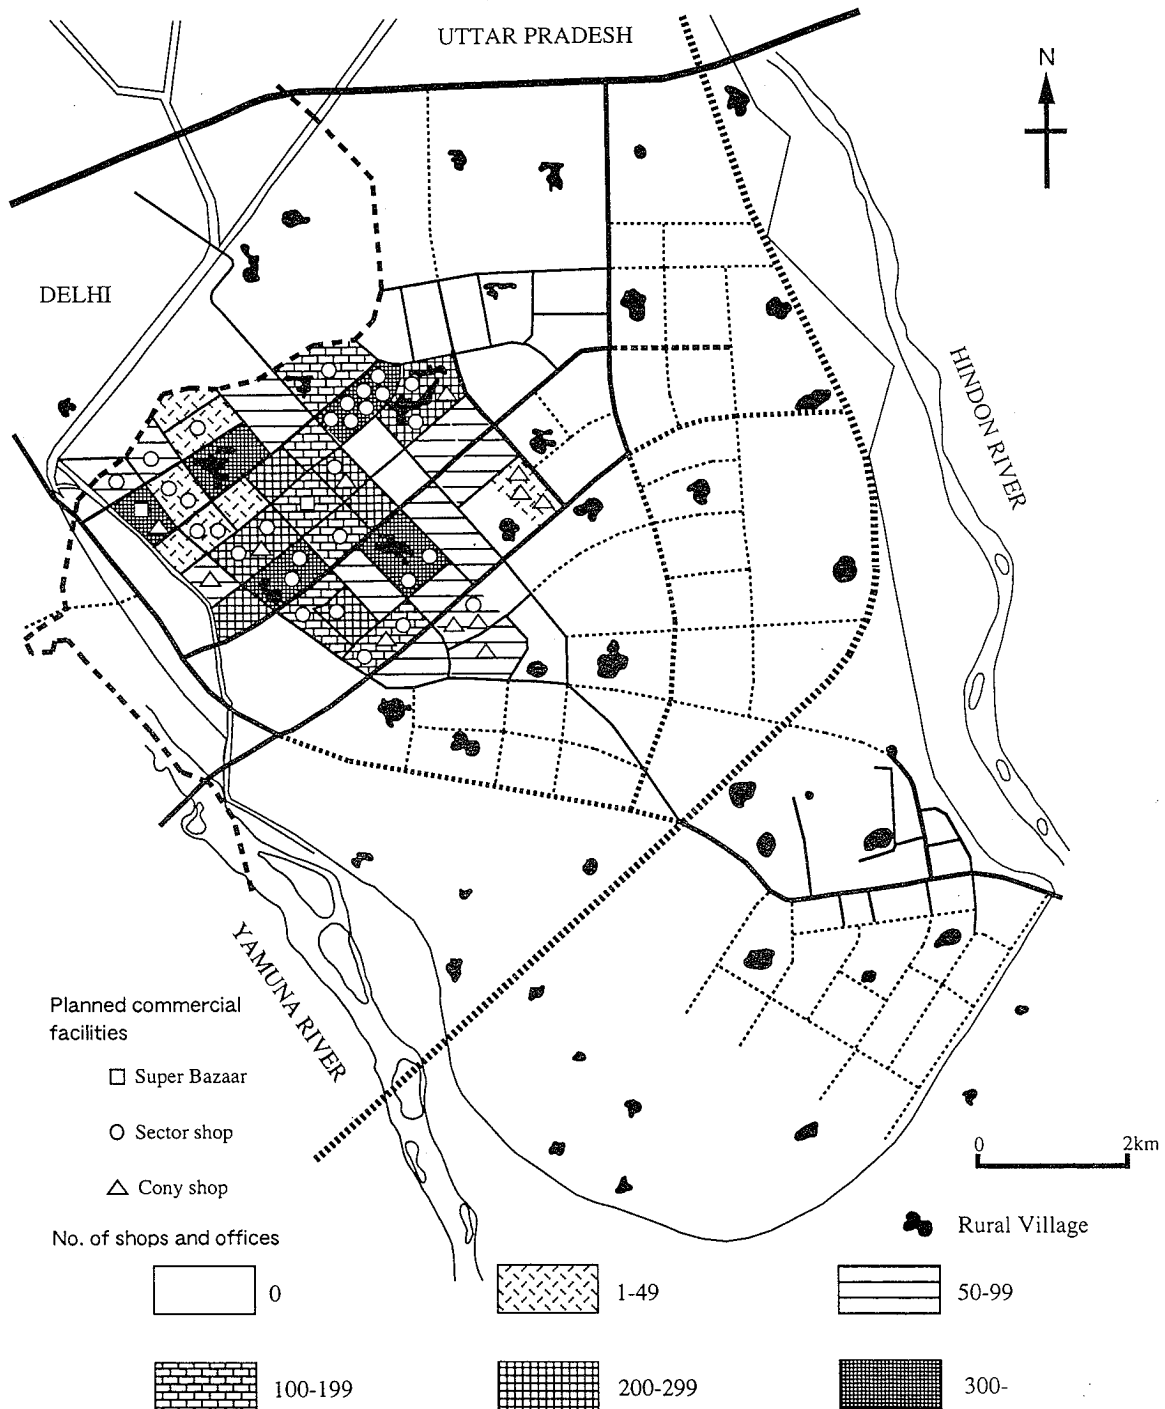 UTTAR PRADESH
N
DELHI
HINDON RIVER
YAMUNA RIVER
Planned commercial
facilities
Super Bazaar
Sector shop
Cony shop
0 2km
Rural Village
No. of shops and offices
0
1-49
50-99
100-199
200-299
300-